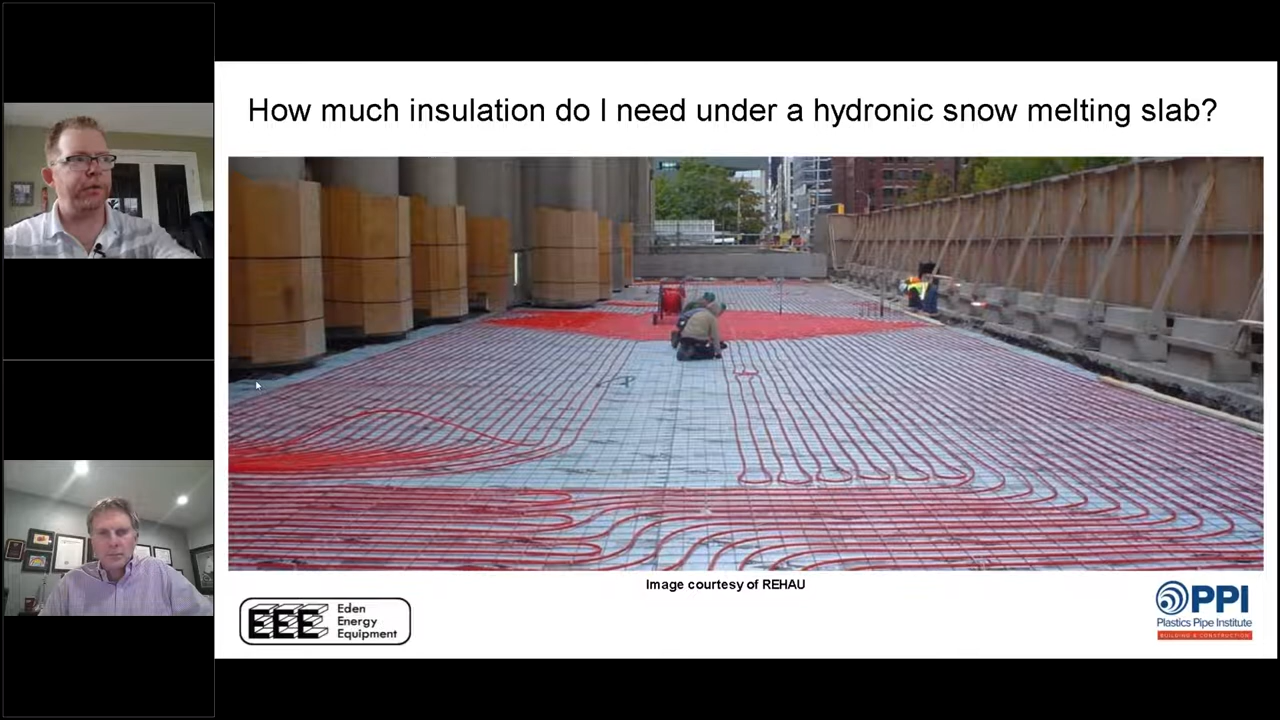 How much insulation do I need under a hydronic snow melting slab?
Image courtesy of REHAU
EEE
Eden
Energy
Equipment
PPI
Plastics Pipe Institute
BUILDING & CONSTRUCTION